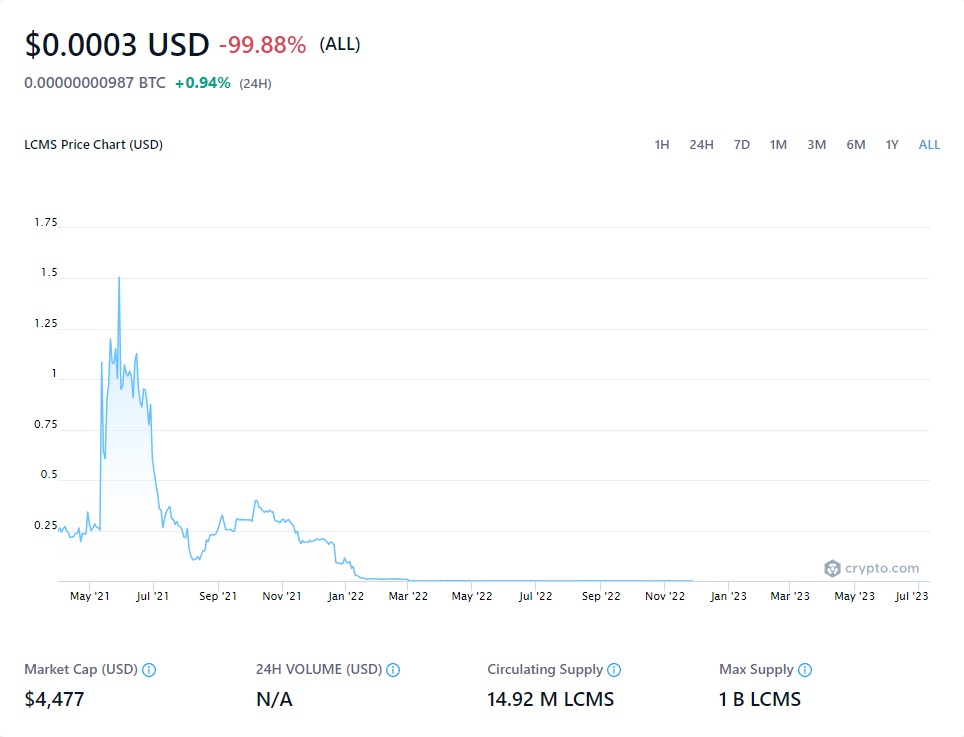 $0.0003 USD -99.88% (ALL)
0.00000000987 BTC +0.94% (24H)
LCMS Price Chart (USD) 1H 24H 7D 1M 3M 6M 1Y ALL
1.75
1.5
1.25
1
0.75
0.5
0.25
crypto.com
May '21 Jul '21 Sep '21 Nov '21 Jan '22 Mar '22 May '22 Jul '22 Sep '22 Nov '22 Jan '23 Mar '23 May '23 Jul '23
Market Cap (USD) 24H VOLUME (USD) Circulating Supply Max Supply
$4,477 N/A 14.92 M LCMS 1 B LCMS